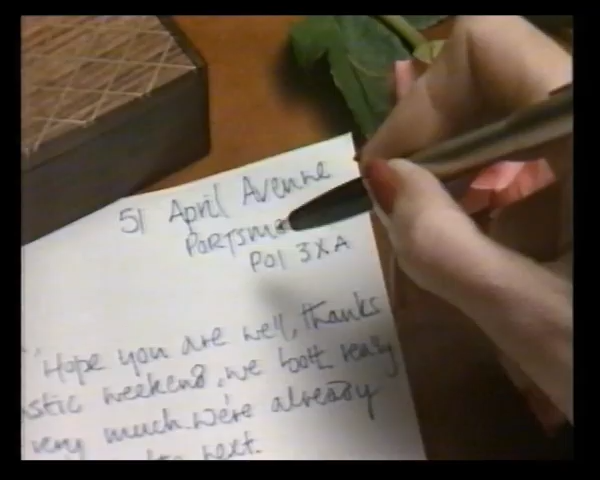 51 April Avenue
PORTSmo
PO1 3XA
Hope you are well, thanks
stic weekend, we both really
very much. We're already
next.